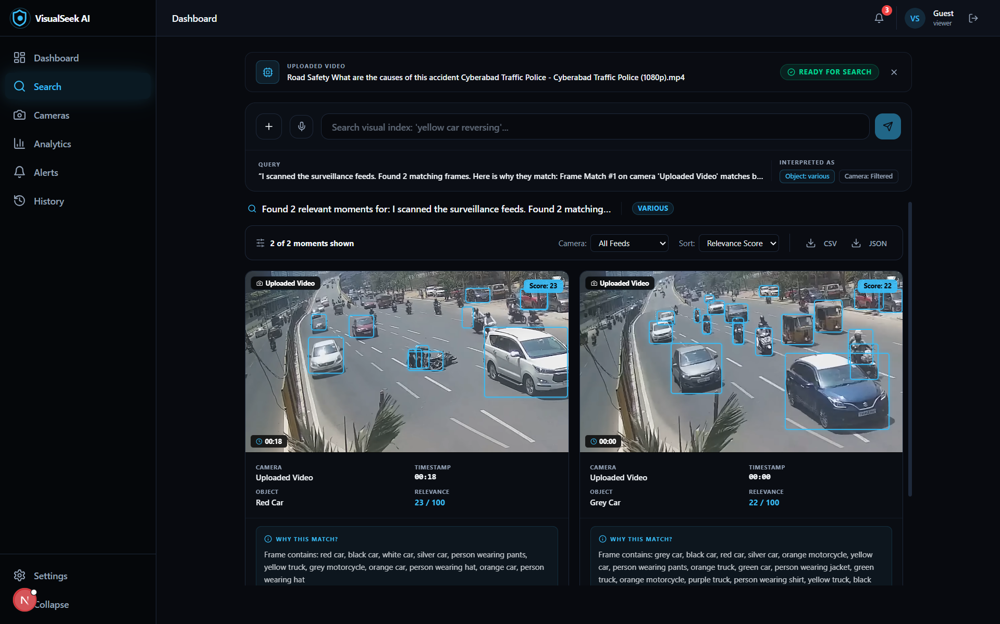 VisualSeek AI
Dashboard
3
VS
Guest
viewer
Dashboard
Search
Cameras
Analytics
Alerts
History
Settings
N
Collapse
UPLOADED VIDEO
Road Safety What are the causes of this accident Cyberabad Traffic Police - Cyberabad Traffic Police (1080p).mp4
READY FOR SEARCH
Search visual index: 'yellow car reversing'...
QUERY
“I scanned the surveillance feeds. Found 2 matching frames. Here is why they match: Frame Match #1 on camera 'Uploaded Video' matches b...
INTERPRETED AS
Object: various
Camera: Filtered
Found 2 relevant moments for: I scanned the surveillance feeds. Found 2 matching...
VARIOUS
2 of 2 moments shown
Camera:
All Feeds
Sort:
Relevance Score
CSV
JSON
Uploaded Video
Score: 23
00:18
CAMERA
Uploaded Video
TIMESTAMP
00:18
OBJECT
Red Car
RELEVANCE
23 / 100
WHY THIS MATCH?
Frame contains: red car, black car, white car, silver car, person wearing pants,
yellow truck, grey motorcycle, orange car, person wearing hat, orange car, person
wearing hat
Uploaded Video
Score: 22
00:00
CAMERA
Uploaded Video
TIMESTAMP
00:00
OBJECT
Grey Car
RELEVANCE
22 / 100
WHY THIS MATCH?
Frame contains: grey car, black car, red car, silver car, orange motorcycle, yellow
car, person wearing pants, orange truck, green car, person wearing jacket, green
truck, orange motorcycle, purple truck, person wearing shirt, yellow truck, black